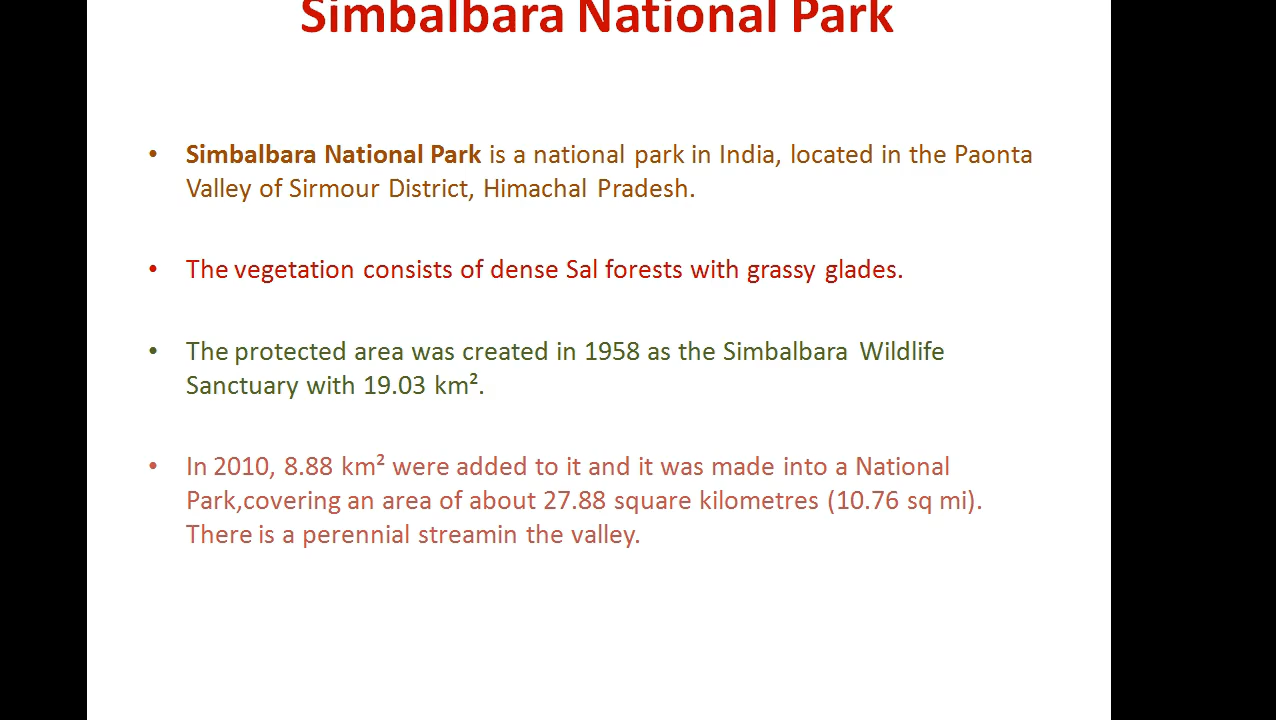 Simbalbara National Park
• Simbalbara National Park is a national park in India, located in the Paonta
Valley of Sirmour District, Himachal Pradesh.
• The vegetation consists of dense Sal forests with grassy glades.
• The protected area was created in 1958 as the Simbalbara Wildlife
Sanctuary with 19.03 km².
• In 2010, 8.88 km² were added to it and it was made into a National
Park,covering an area of about 27.88 square kilometres (10.76 sq mi).
There is a perennial streamin the valley.